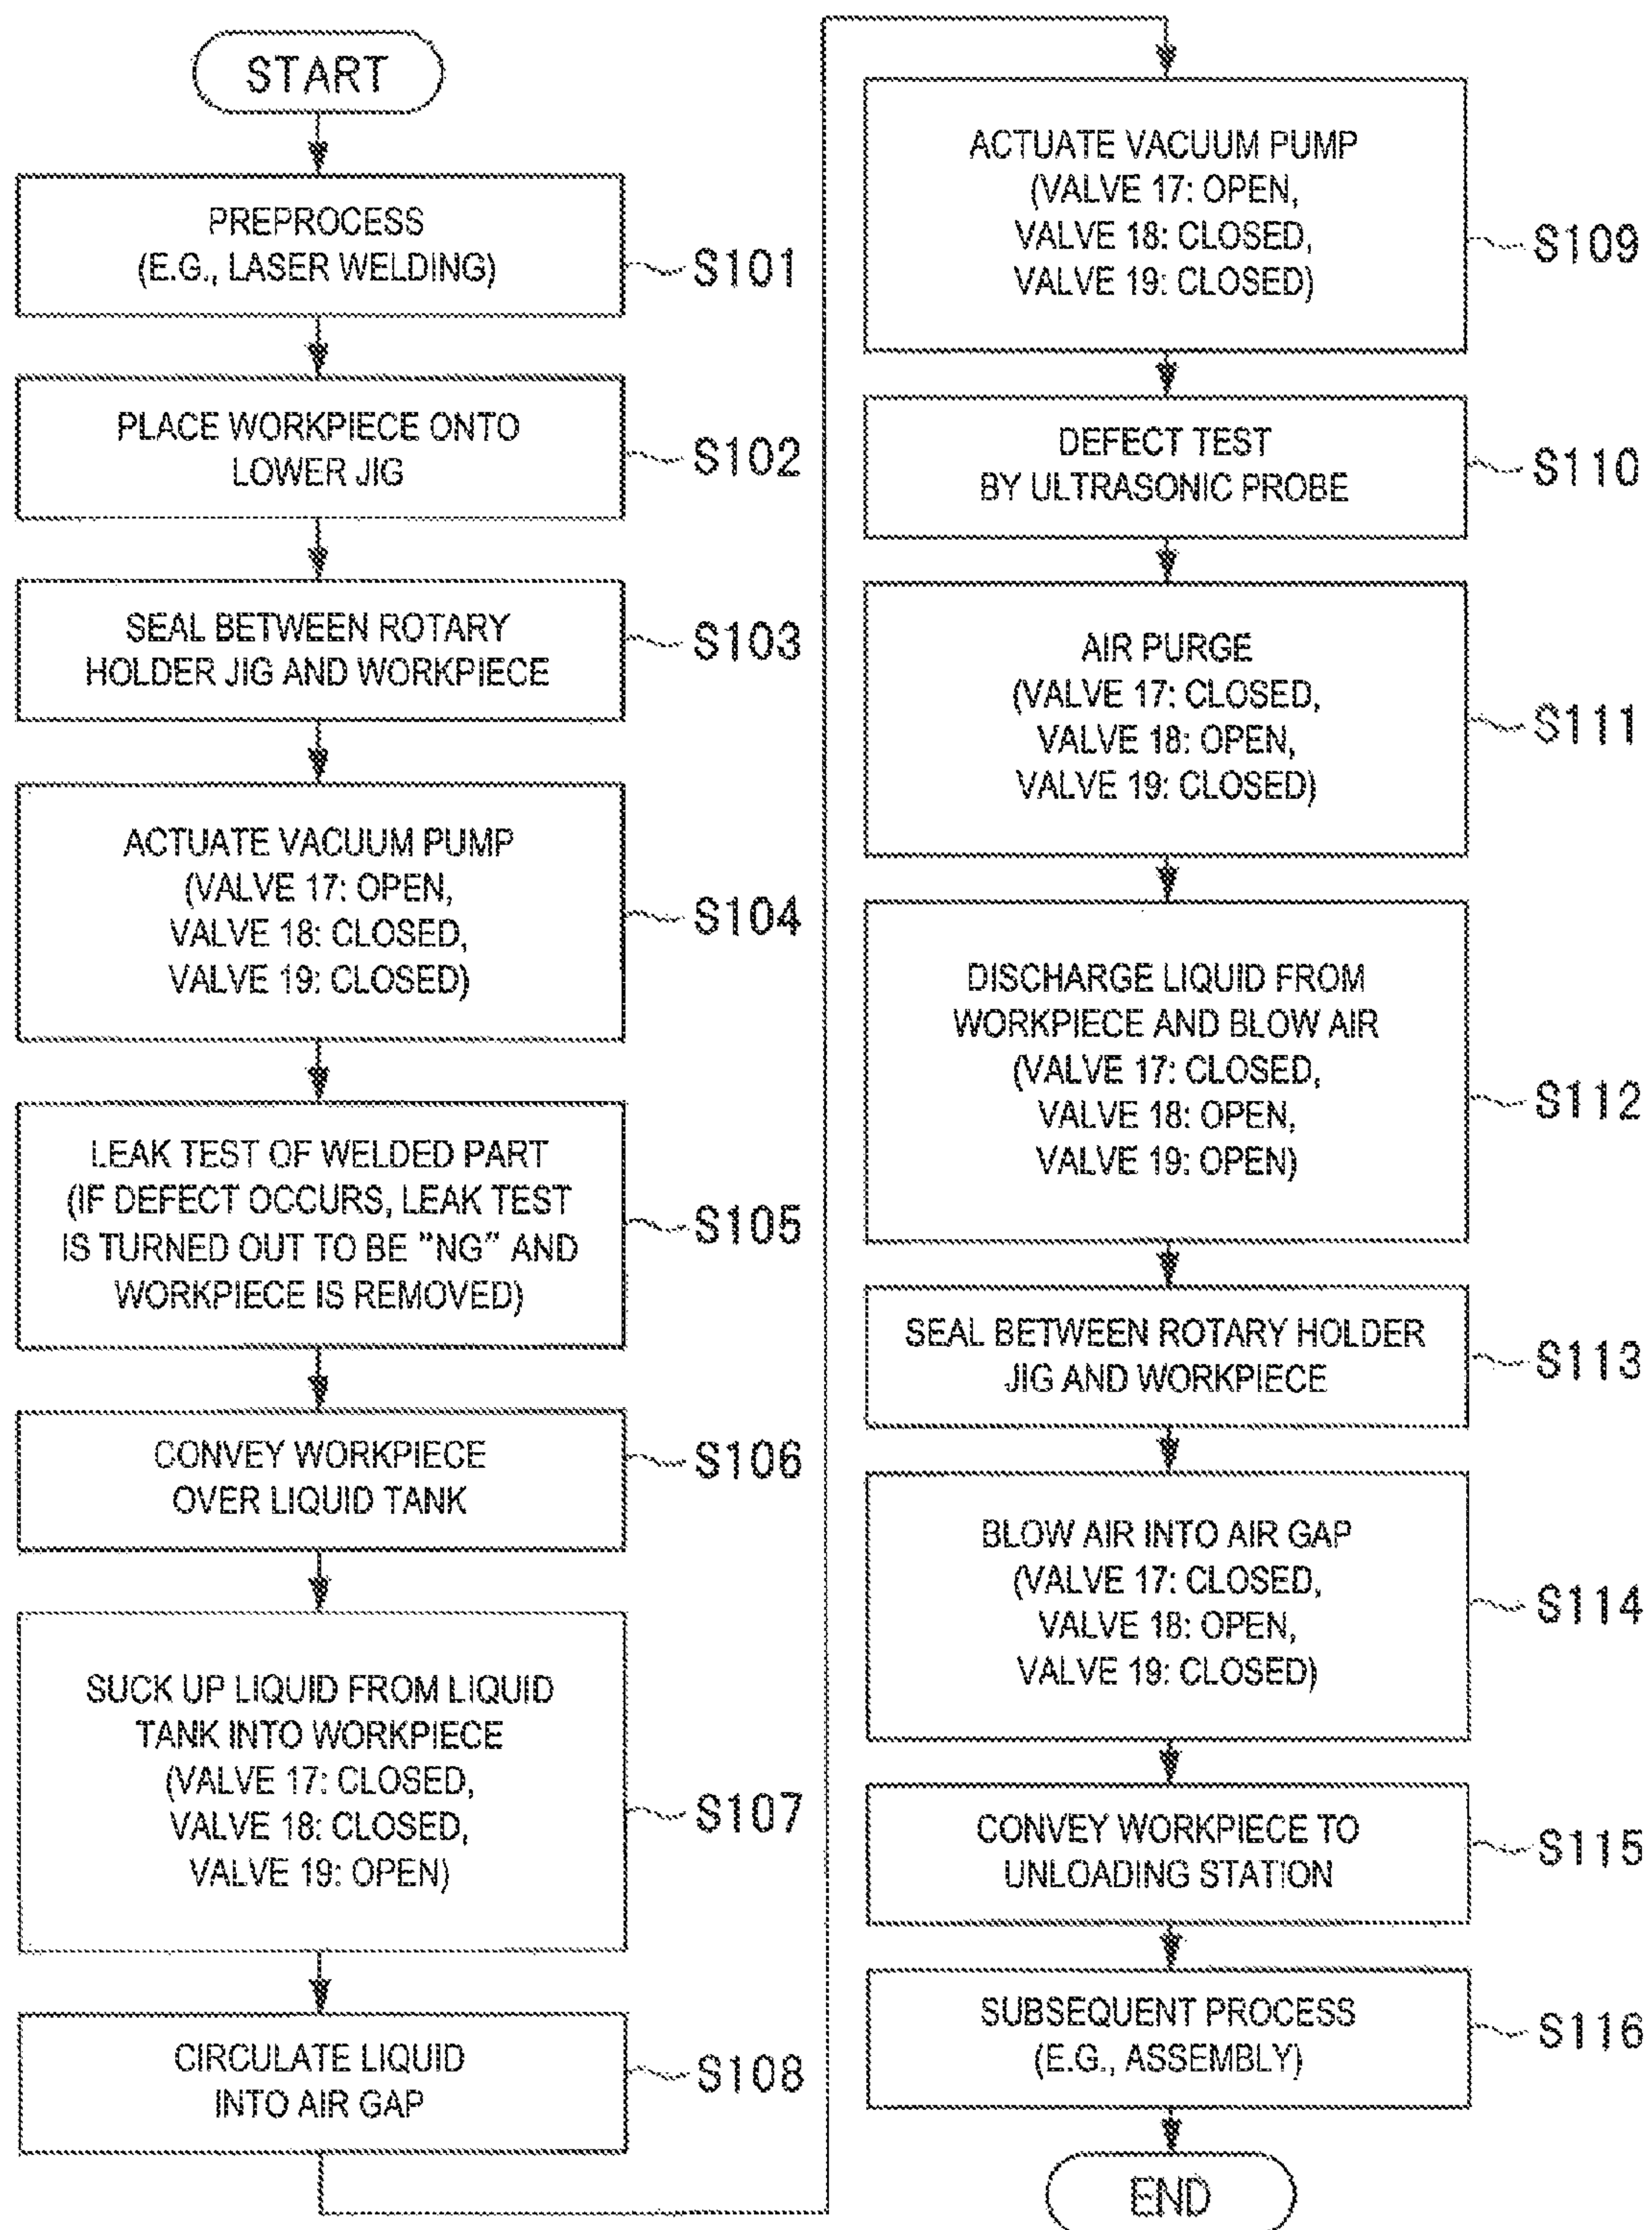 START
PREPROCESS
(E.G., LASER WELDING)
S101
PLACE WORKPIECE ONTO
LOWER JIG
S102
SEAL BETWEEN ROTARY
HOLDER JIG AND WORKPIECE
S103
ACTUATE VACUUM PUMP
(VALVE 17: OPEN,
VALVE 18: CLOSED,
VALVE 19: CLOSED)
S104
LEAK TEST OF WELDED PART
(IF DEFECT OCCURS, LEAK TEST
IS TURNED OUT TO BE “NG” AND
WORKPIECE IS REMOVED)
S105
CONVEY WORKPIECE
OVER LIQUID TANK
S106
SUCK UP LIQUID FROM LIQUID
TANK INTO WORKPIECE
(VALVE 17: CLOSED,
VALVE 18: CLOSED,
VALVE 19: OPEN)
S107
CIRCULATE LIQUID
INTO AIR GAP
S108
ACTUATE VACUUM PUMP
(VALVE 17: OPEN,
VALVE 18: CLOSED,
VALVE 19: CLOSED)
S109
DEFECT TEST
BY ULTRASONIC PROBE
S110
AIR PURGE
(VALVE 17: CLOSED,
VALVE 18: OPEN,
VALVE 19: CLOSED)
S111
DISCHARGE LIQUID FROM
WORKPIECE AND BLOW AIR
(VALVE 17: CLOSED,
VALVE 18: OPEN,
VALVE 19: OPEN)
S112
SEAL BETWEEN ROTARY HOLDER
JIG AND WORKPIECE
S113
BLOW AIR INTO AIR GAP
(VALVE 17: CLOSED,
VALVE 18: OPEN,
VALVE 19: CLOSED)
S114
CONVEY WORKPIECE TO
UNLOADING STATION
S115
SUBSEQUENT PROCESS
(E.G., ASSEMBLY)
S116
END